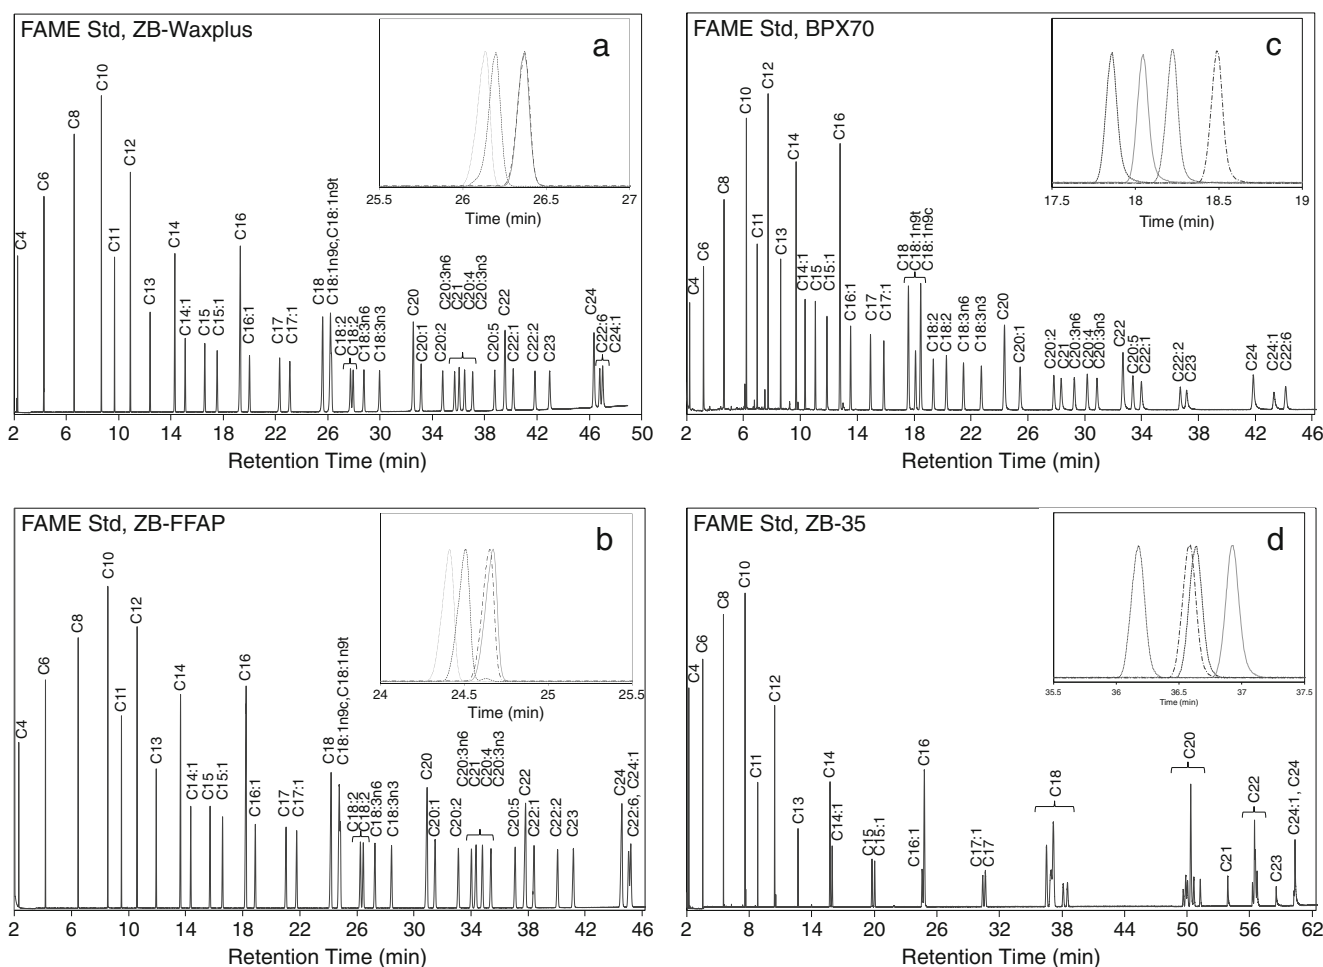 FAME Std, ZB-Waxplus
a
C4
C6
C8
C10
C11
C12
C13
C14
C14:1
C15
C15:1
C16
C16:1
C17
C17:1
C18
C18:1n9c,C18:1n9t
C18:2
C18:2
C18:3n6
C18:3n3
C20
C20:1
C20:2
C20:3n6
C21
C20:4
C20:3n3
C20:5
C22
C22:1
C22:2
C23
C24
C22:6
C24:1
25.5 26 26.5 27
Time (min)
2 6 10 14 18 22 26 30 34 38 42 46 50
Retention Time (min)
FAME Std, BPX70
c
C4
C6
C8
C10
C11
C12
C13
C14
C14:1
C15
C15:1
C16
C16:1
C17
C17:1
C18
C18:1n9t
C18:1n9c
C18:2
C18:2
C18:3n6
C18:3n3
C20
C20:1
C20:2
C21
C20:3n6
C20:4
C20:3n3
C22
C20:5
C22:1
C22:2
C23
C24
C24:1
C22:6
17.5 18 18.5 19
Time (min)
2 6 10 14 18 22 26 30 34 38 42 46
Retention Time (min)
FAME Std, ZB-FFAP
b
C4
C6
C8
C10
C11
C12
C13
C14
C14:1
C15
C15:1
C16
C16:1
C17
C17:1
C18
C18:1n9c,C18:1n9t
C18:2
C18:2
C18:3n6
C18:3n3
C20
C20:1
C20:2
C20:3n6
C21
C20:4
C20:3n3
C20:5
C22
C22:1
C22:2
C23
C24
C22:6, C24:1
24 24.5 25 25.5
Time (min)
2 6 10 14 18 22 26 30 34 38 42 46
Retention Time (min)
FAME Std, ZB-35
d
C4
C6
C8
C10
C11
C12
C13
C14
C14:1
C15
C15:1
C16:1
C16
C17:1
C17
C18
C20
C21
C22
C23
C24:1, C24
35.5 36 36.5 37 37.5
Time (min)
2 8 14 20 26 32 38 44 50 56 62
Retention Time (min)